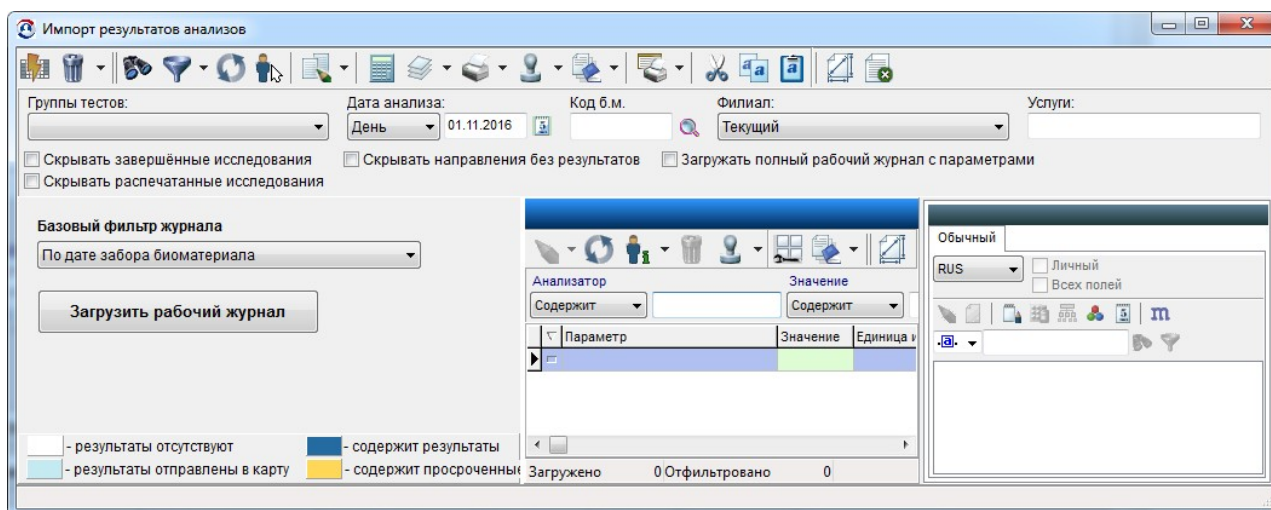 Импорт результатов анализов
Группы тестов: Дата анализа: Код б.м. Филиал: Услуги:
День 01.11.2016 Текущий
Скрывать завершённые исследования Скрывать направления без результатов Загружать полный рабочий журнал с параметрами
Скрывать распечатанные исследования
Базовый фильтр журнала
По дате забора биоматериала
Загрузить рабочий журнал
- результаты отсутствуют - содержит результаты
- результаты отправлены в карту - содержит просроченные
Анализатор Значение
Содержит Содержит
Параметр Значение Единица и
Загружено 0 Отфильтровано 0
Обычный
RUS Личный
Всех полей
m
.a.